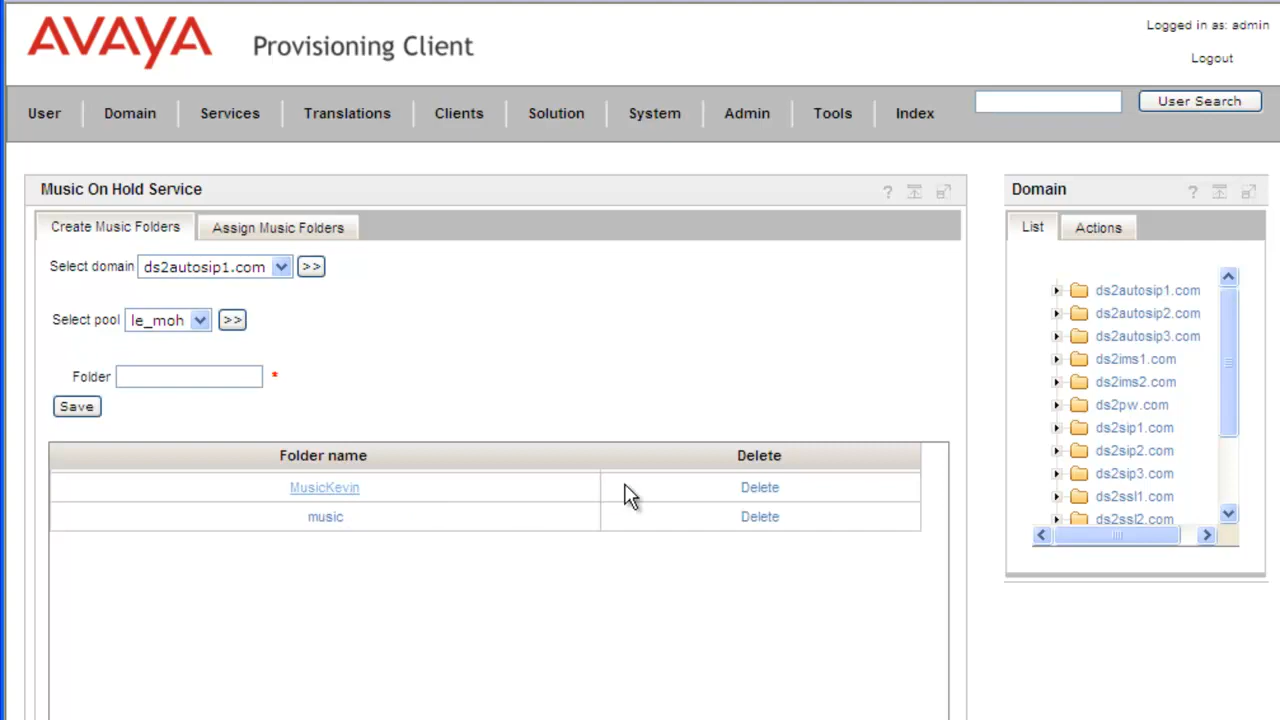 AVAYA Provisioning Client
Logged in as: admin
Logout
User Domain Services Translations Clients Solution System Admin Tools Index User Search
Music On Hold Service ?
Create Music Folders Assign Music Folders
Select domain ds2autosip1.com >>
Select pool le_moh >>
Folder *
Save
Folder name Delete
MusicKevin Delete
music Delete
Domain ?
List Actions
ds2autosip1.com
ds2autosip2.com
ds2autosip3.com
ds2ims1.com
ds2ims2.com
ds2pw.com
ds2sip1.com
ds2sip2.com
ds2sip3.com
ds2ssl1.com
ds2ssl2.com